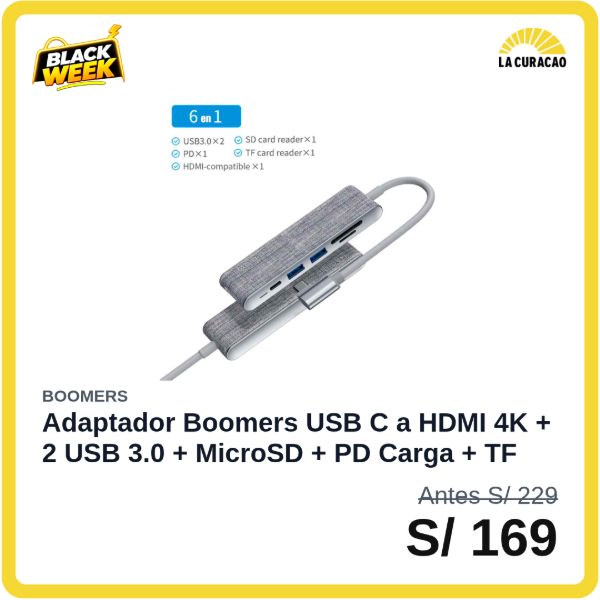 BLACK
WEEK
LA CURACAO
6 en 1
USB3.0×2
SD card reader×1
PD×1
TF card reader×1
HDMI-compatible ×1
BOOMERS
Adaptador Boomers USB C a HDMI 4K +
2 USB 3.0 + MicroSD + PD Carga + TF
Antes S/ 229
S/ 169